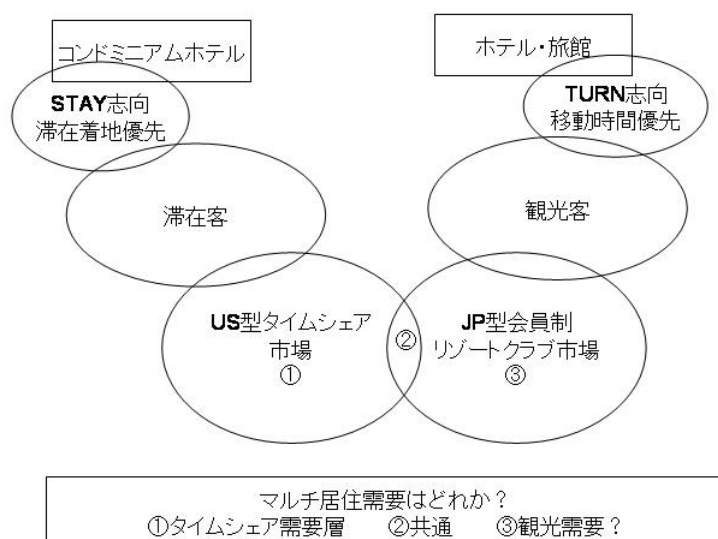 コンドミニアムホテル
ホテル・旅館
STAY志向
滞在着地優先
TURN志向
移動時間優先
滞在客
観光客
US型タイムシェア
市場
①
②
JP型会員制
リゾートクラブ市場
③
マルチ居住需要はどれか？
①タイムシェア需要層 ②共通 ③観光需要？